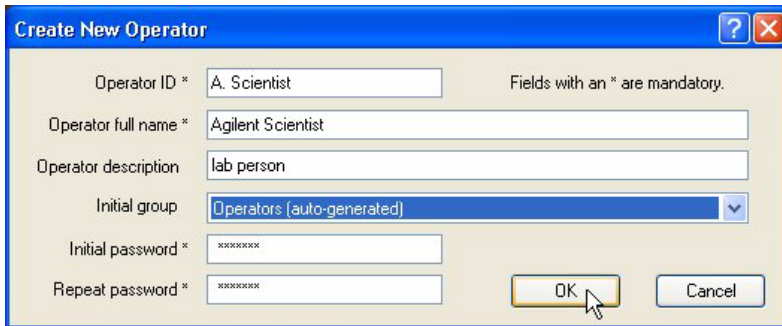 Create New Operator
Operator ID * A. Scientist Fields with an * are mandatory.
Operator full name * Agilent Scientist
Operator description lab person
Initial group Operators (auto-generated)
Initial password * *******
Repeat password * *******
OK Cancel